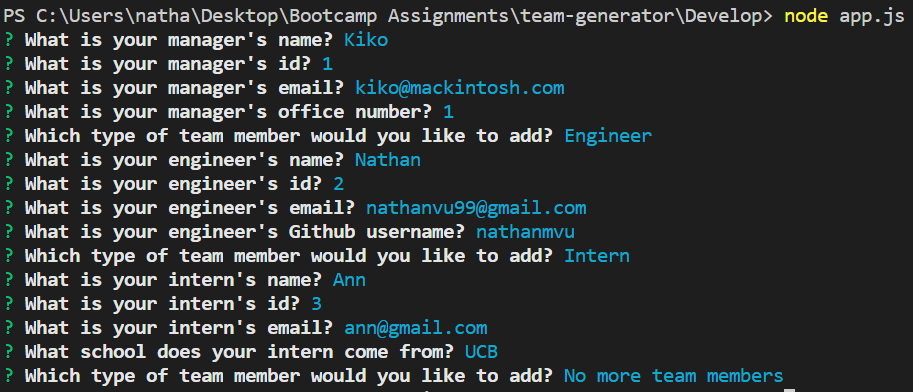 PS C:\Users\natha\Desktop\Bootcamp Assignments\team-generator\Develop> node app.js
? What is your manager's name? Kiko
? What is your manager's id? 1
? What is your manager's email? kiko@mackintosh.com
? What is your manager's office number? 1
? Which type of team member would you like to add? Engineer
? What is your engineer's name? Nathan
? What is your engineer's id? 2
? What is your engineer's email? nathanvu99@gmail.com
? What is your engineer's Github username? nathanmvu
? Which type of team member would you like to add? Intern
? What is your intern's name? Ann
? What is your intern's id? 3
? What is your intern's email? ann@gmail.com
? What school does your intern come from? UCB
? Which type of team member would you like to add? No more team members